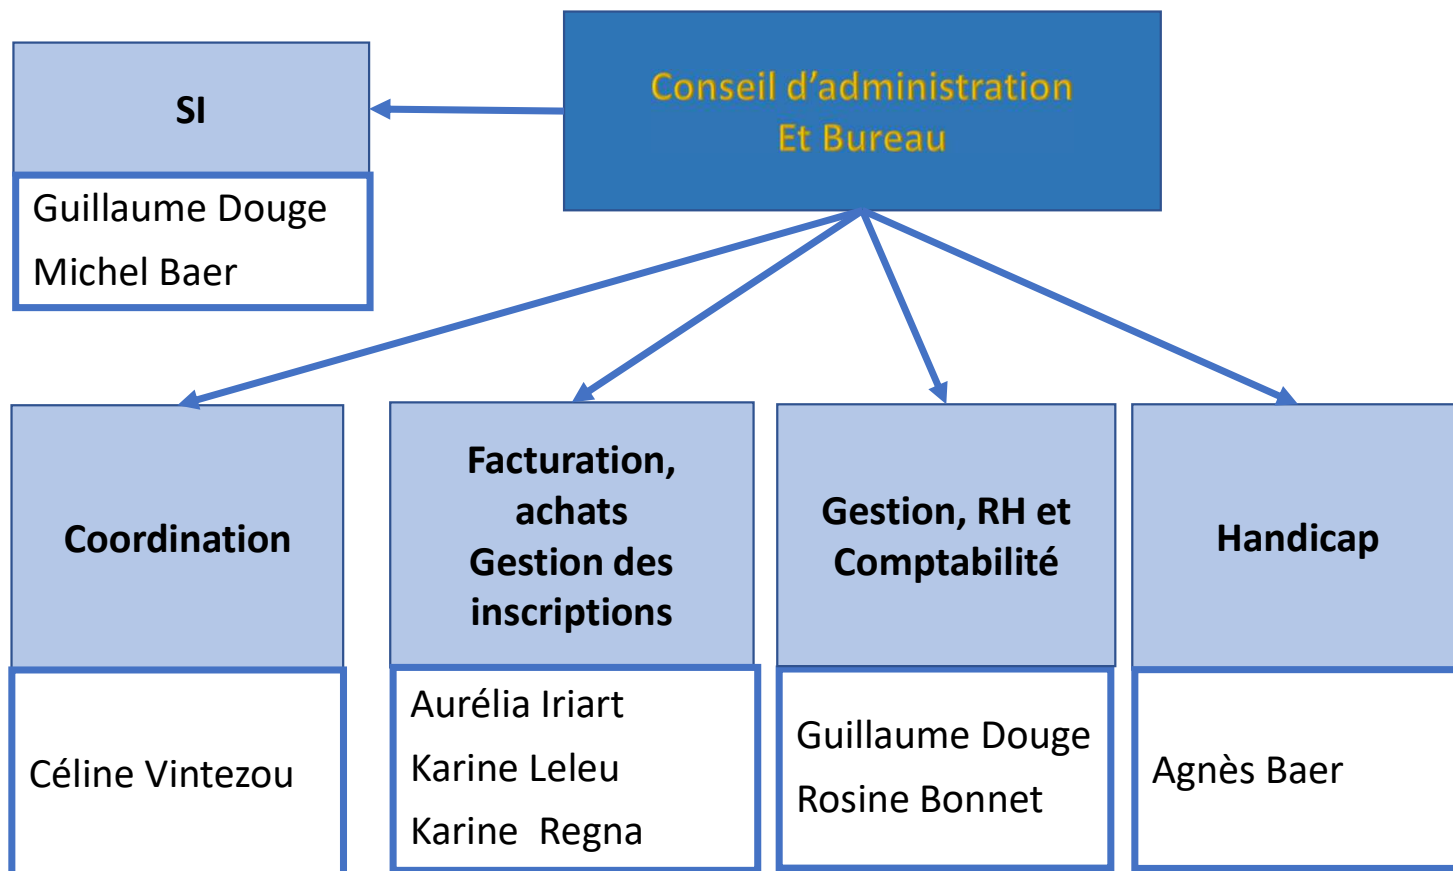 Conseil d’administration
Et Bureau
SI
Guillaume Douge
Michel Baer
Coordination
Céline Vintezou
Facturation,
achats
Gestion des
inscriptions
Aurélia Iriart
Karine Leleu
Karine  Regna
Gestion, RH et
Comptabilité
Guillaume Douge
Rosine Bonnet
Handicap
Agnès Baer